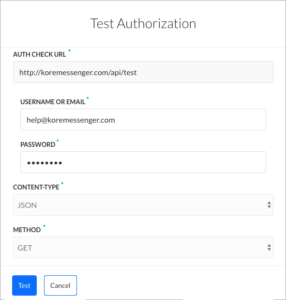 Test Authorization
AUTH CHECK URL *
http://koremessenger.com/api/test
USERNAME OR EMAIL *
help@koremessenger.com
PASSWORD *
••••••••
CONTENT-TYPE *
JSON
METHOD *
GET
Test Cancel